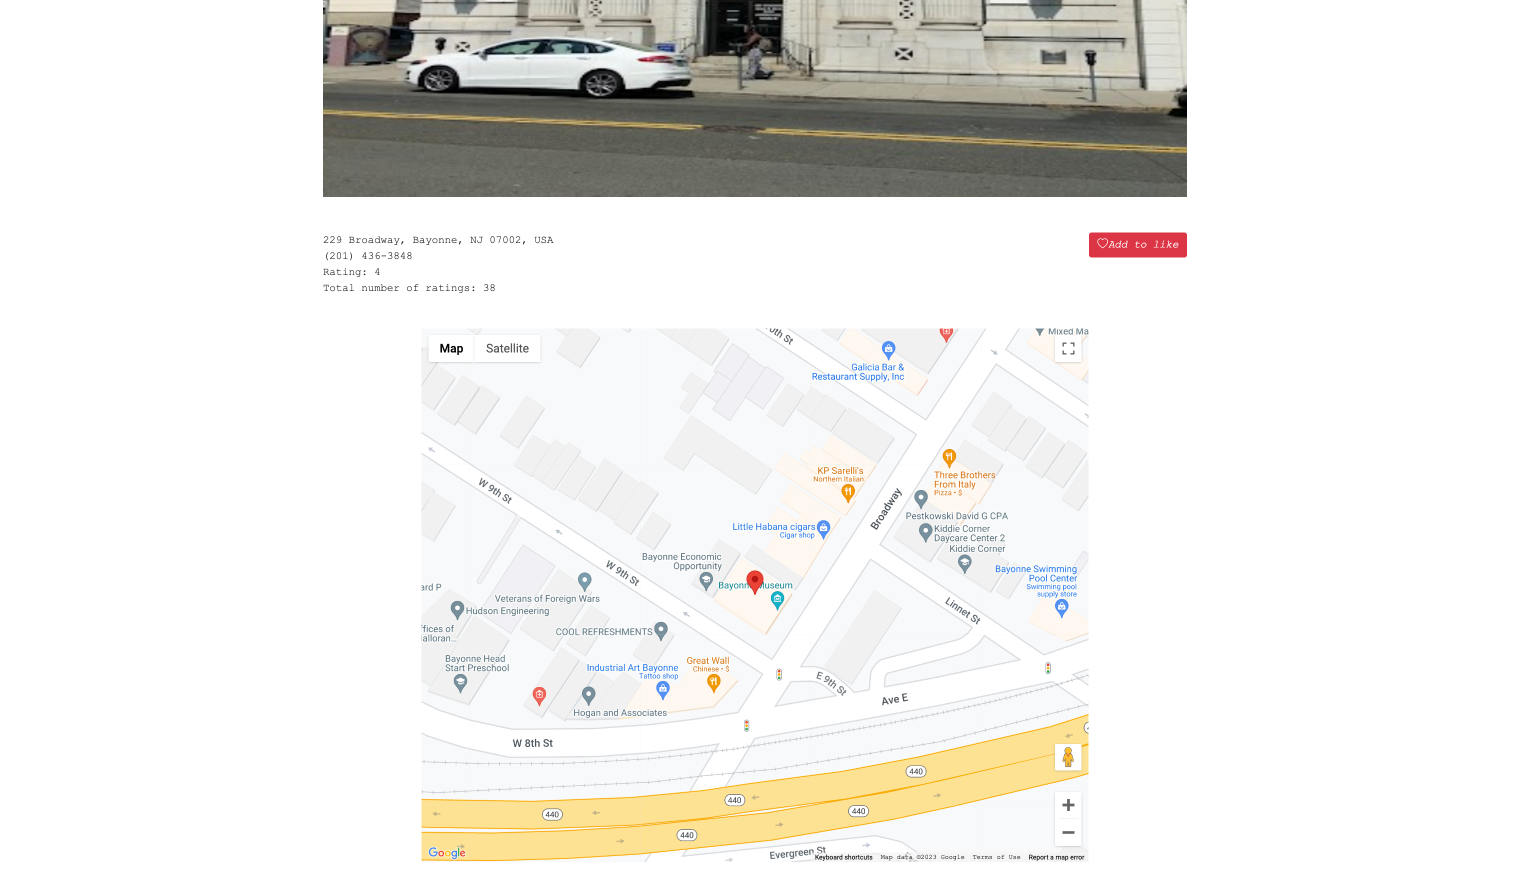 229 Broadway, Bayonne, NJ 07002, USA
(201) 436-3848
Rating: 4
Total number of ratings: 38
Add to like
Map
Satellite
Mixed Ma
Galicia Bar &
Restaurant Supply, Inc
KP Sarelli's
Northern Italian
Three Brothers
From Italy
Pizza • $
W 9th St
Broadway
Pestkowski David G CPA
Little Habana cigars
Cigar shop
Kiddie Corner
Daycare Center 2
Kiddie Corner
Bayonne Economic
Opportunity
W 9th St
Bayonne Museum
Bayonne Swimming
Pool Center
Swimming pool
supply store
ard P
Veterans of Foreign Wars
Hudson Engineering
Linnet St
ffices of
alloran...
COOL REFRESHMENTS
Bayonne Head
Start Preschool
Industrial Art Bayonne
Tattoo shop
Great Wall
Chinese • $
E 9th St
Ave E
Hogan and Associates
W 8th St
440
440
440
440
440
Google
Evergreen St
Keyboard shortcuts
Map data ©2023 Google
Terms of Use
Report a map error